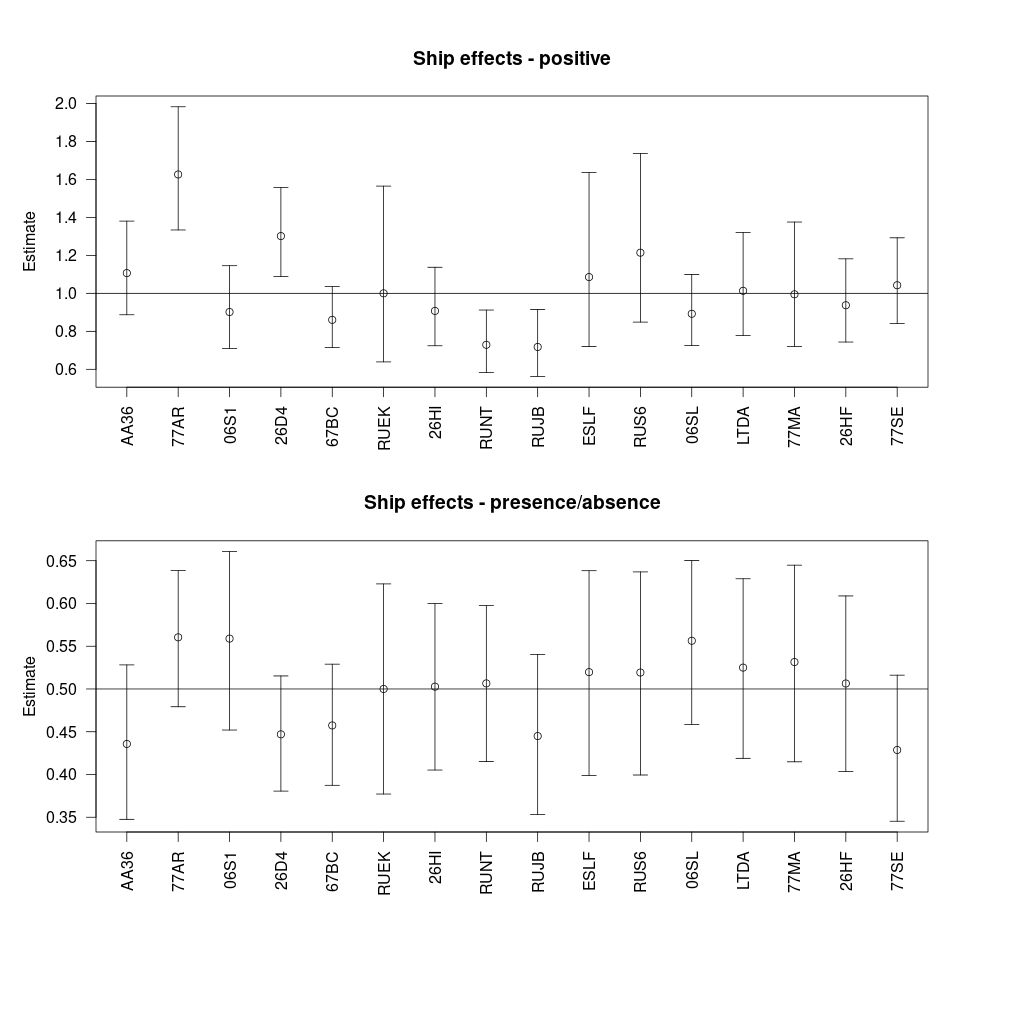 Ship effects - positive
Estimate
2.0
1.8
1.6
1.4
1.2
1.0
0.8
0.6
AA36 77AR 06S1 26D4 67BC RUEK 26HI RUNT RUJB ESLF RUS6 06SL LTDA 77MA 26HF 77SE
Ship effects - presence/absence
Estimate
0.65
0.60
0.55
0.50
0.45
0.40
0.35
AA36 77AR 06S1 26D4 67BC RUEK 26HI RUNT RUJB ESLF RUS6 06SL LTDA 77MA 26HF 77SE